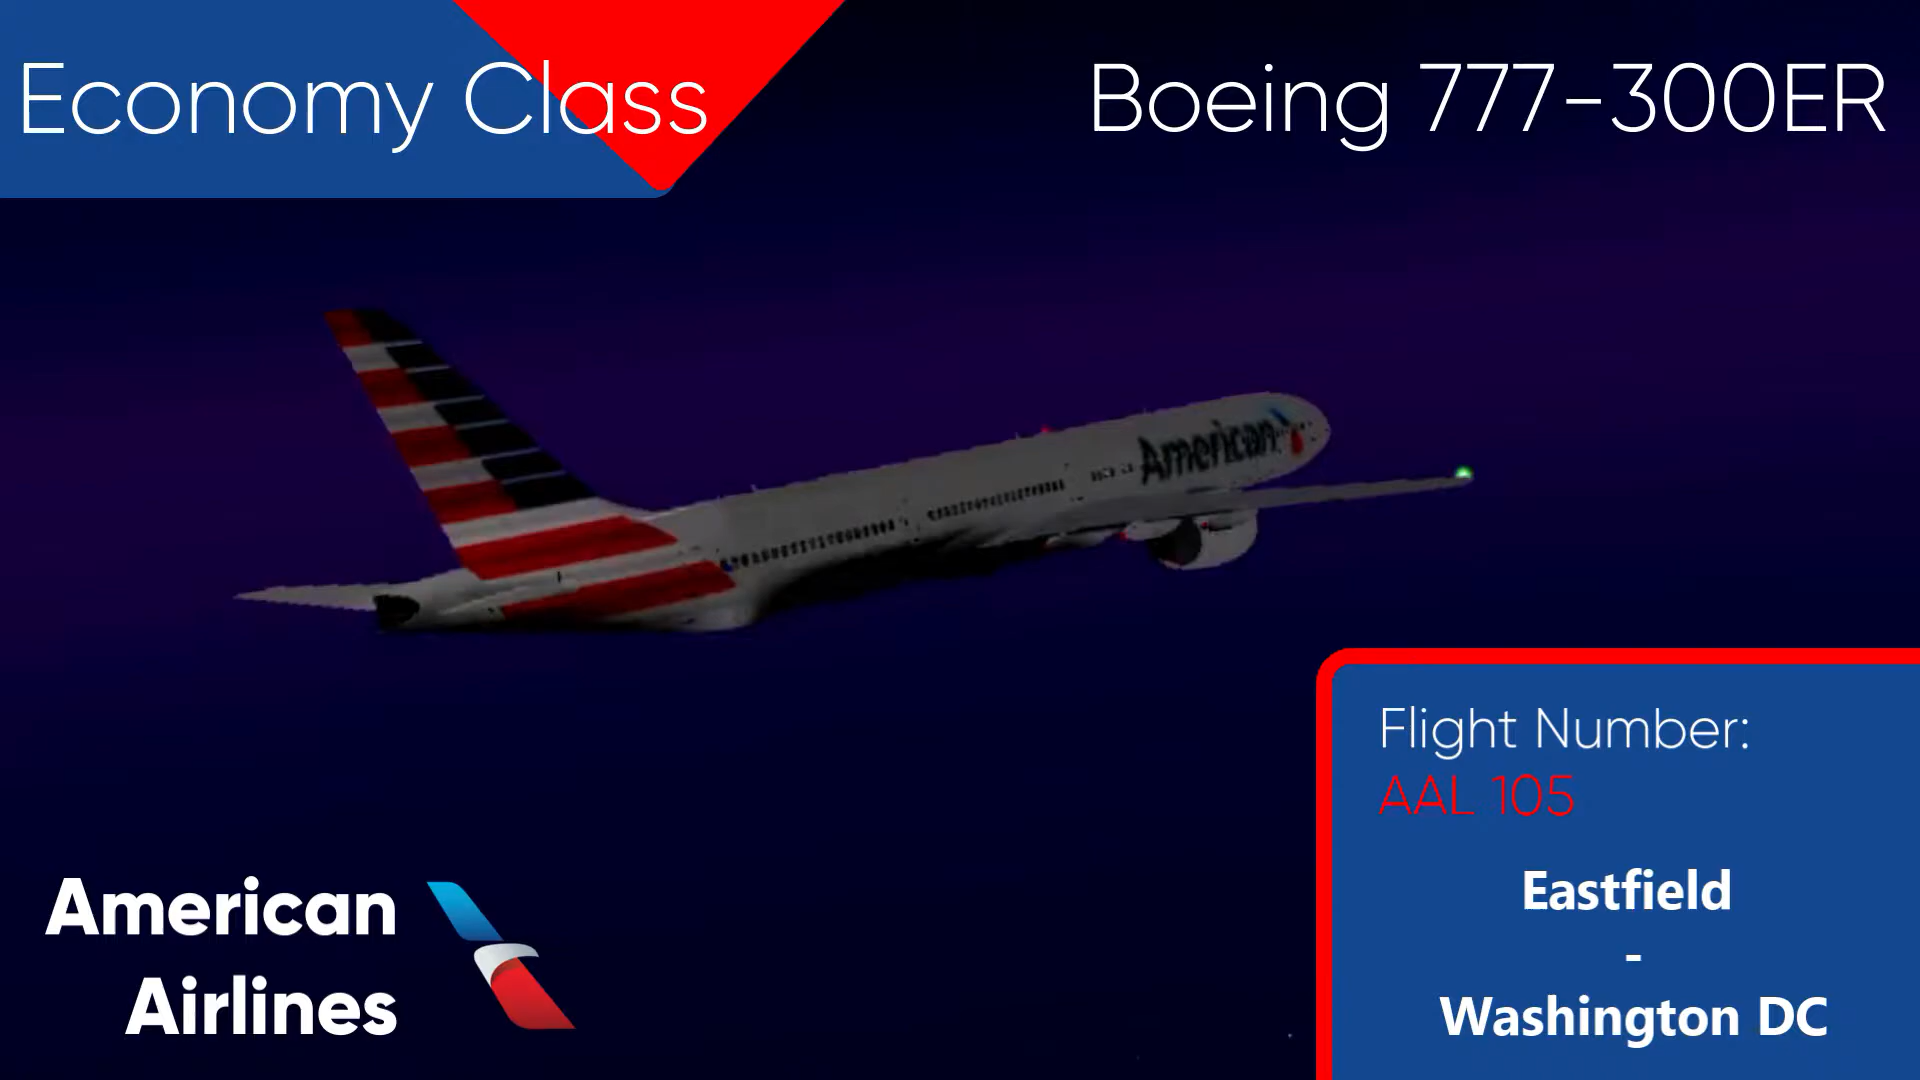 Economy Class
Boeing 777-300ER
American
Flight Number:
AAL 105
Eastfield
-
Washington DC
American
Airlines